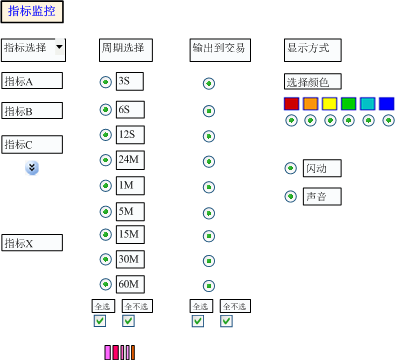 指标监控
指标选择 周期选择 输出到交易 显示方式
指标A 3S 选择颜色
指标B 6S
指标C 12S
24M 闪动
1M
5M 声音
指标X 15M
30M
60M
全选 全不选 全选 全不选